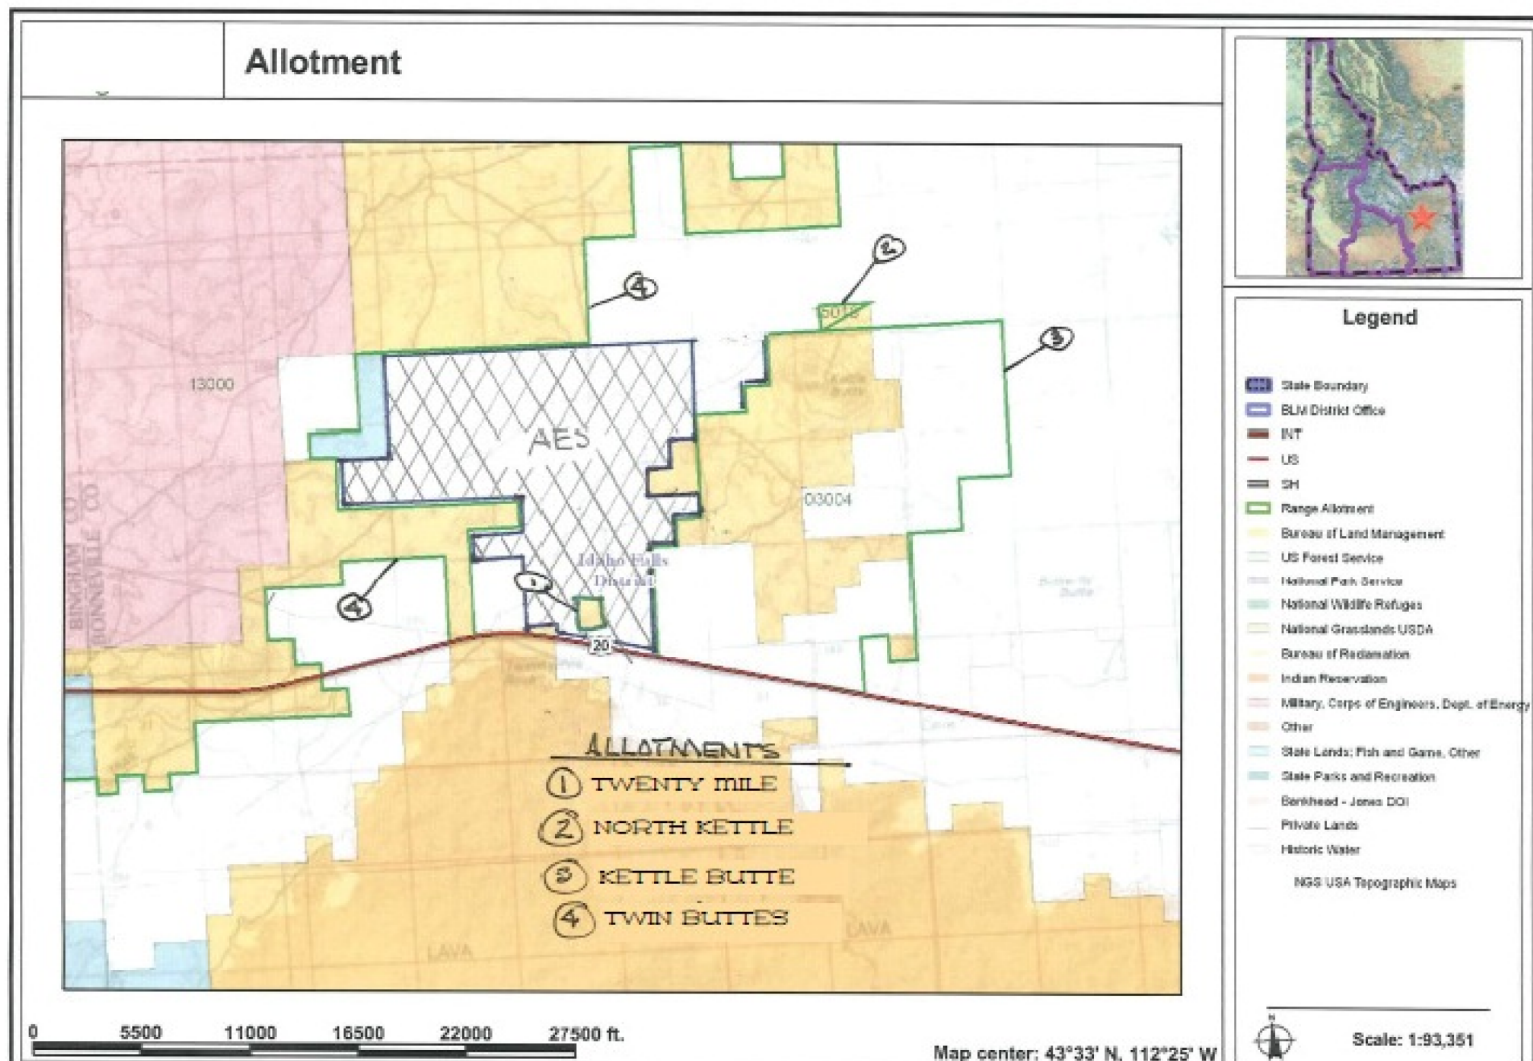 Allotment
13000
AES
03004
Idaho Falls
District
BINGHAM CO
BONNEVILLE CO
20
1
2
3
4
4
LAVA
LAVA
ALLOTMENTS
1 TWENTY MILE
2 NORTH KETTLE
3 KETTLE BUTTE
4 TWIN BUTTES
0 5500 11000 16500 22000 27500 ft.
Map center: 43°33' N, 112°25' W
Legend
State Boundary
BLM District Office
INT
US
SH
Range Allotment
Bureau of Land Management
US Forest Service
National Park Service
National Wildlife Refuges
National Grasslands USDA
Bureau of Reclamation
Indian Reservation
Military, Corps of Engineers, Dept. of Energy
Other
State Lands; Fish and Game, Other
State Parks and Recreation
Bankhead - Jones DOI
Private Lands
Historic Water
NGS USA Topographic Maps
N
Scale: 1:93,351